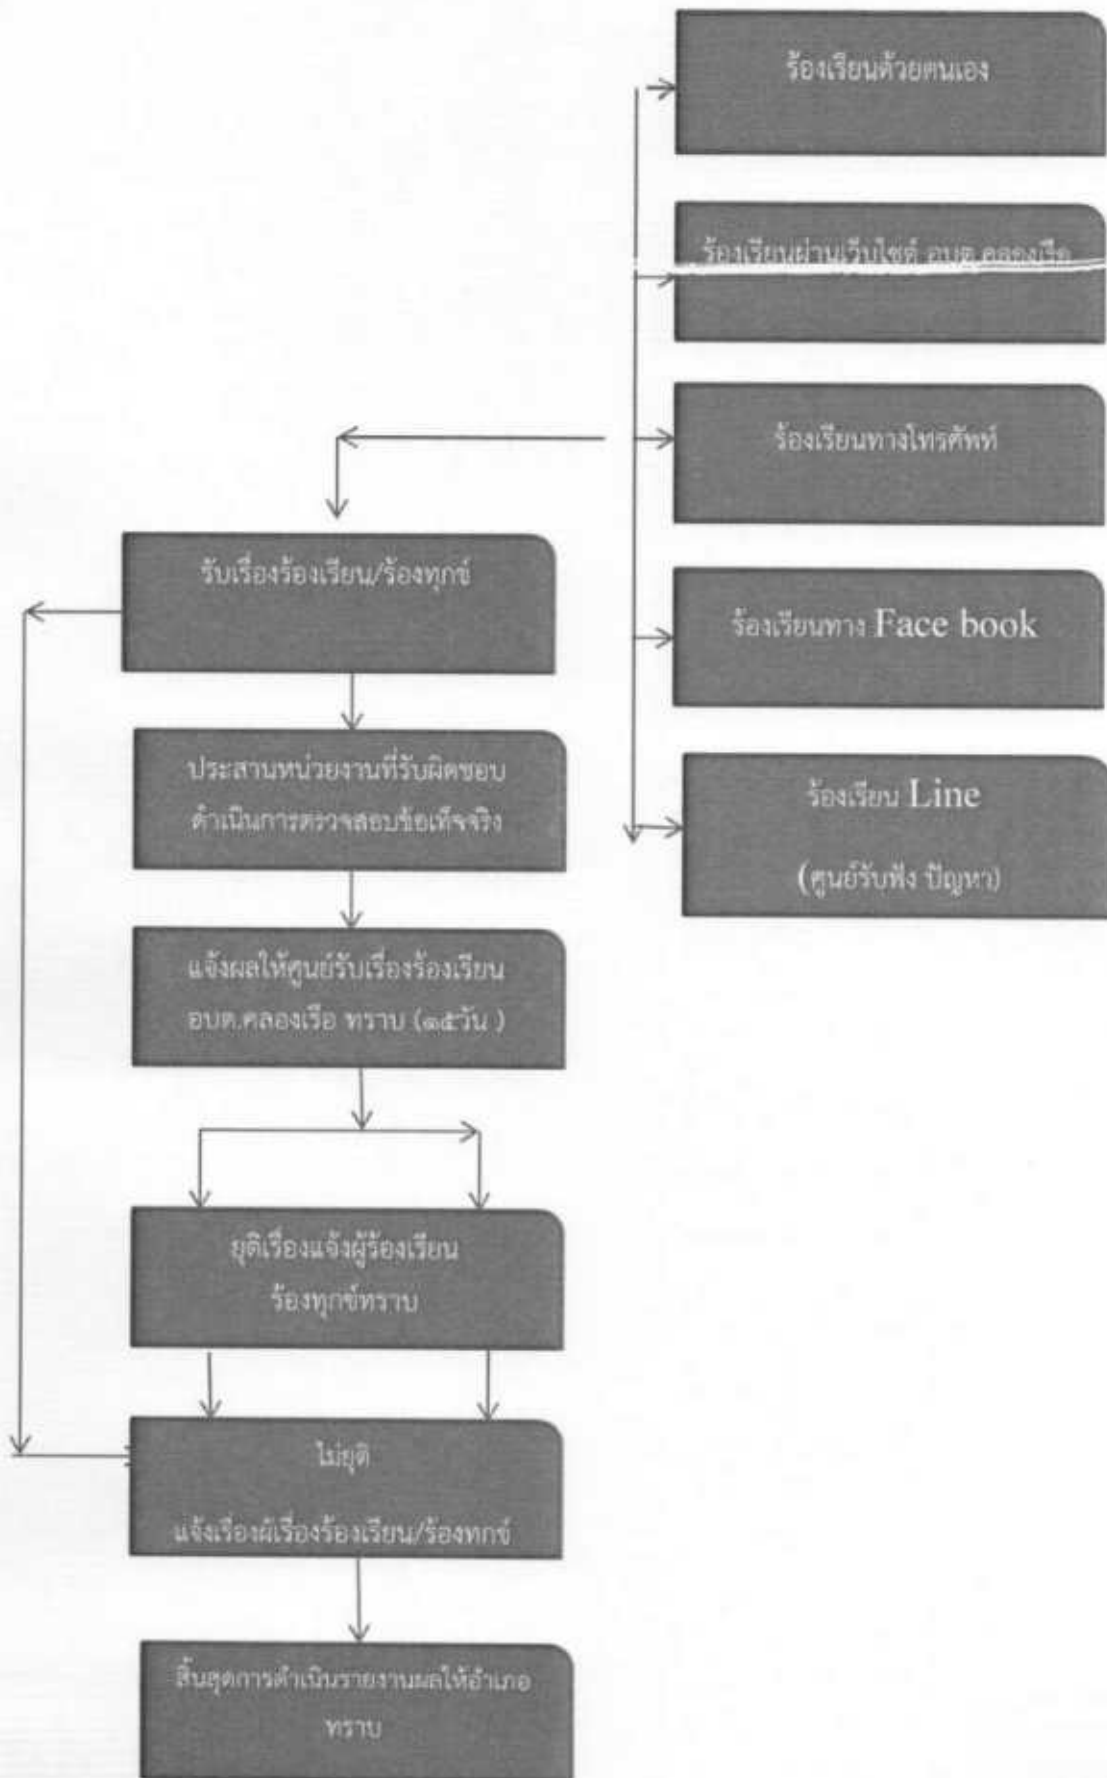 ร้องเรียนด้วยตนเอง
ร้องเรียนผ่านเว็บไซต์ อบต.คลองเรือ
ร้องเรียนทางโทรศัพท์
ร้องเรียนทาง Face book
ร้องเรียน Line
(ศูนย์รับฟัง ปัญหา)
รับเรื่องร้องเรียน/ร้องทุกข์
ประสานหน่วยงานที่รับผิดชอบ
ดำเนินการตรวจสอบข้อเท็จจริง
แจ้งผลให้ศูนย์รับเรื่องร้องเรียน
อบต.คลองเรือ ทราบ (๑๕วัน )
ยุติเรื่องแจ้งผู้ร้องเรียน
ร้องทุกข์ทราบ
ไม่ยุติ
แจ้งเรื่องผู้เรื่องร้องเรียน/ร้องทุกข์
สิ้นสุดการดำเนินรายงานผลให้อำเภอ
ทราบ